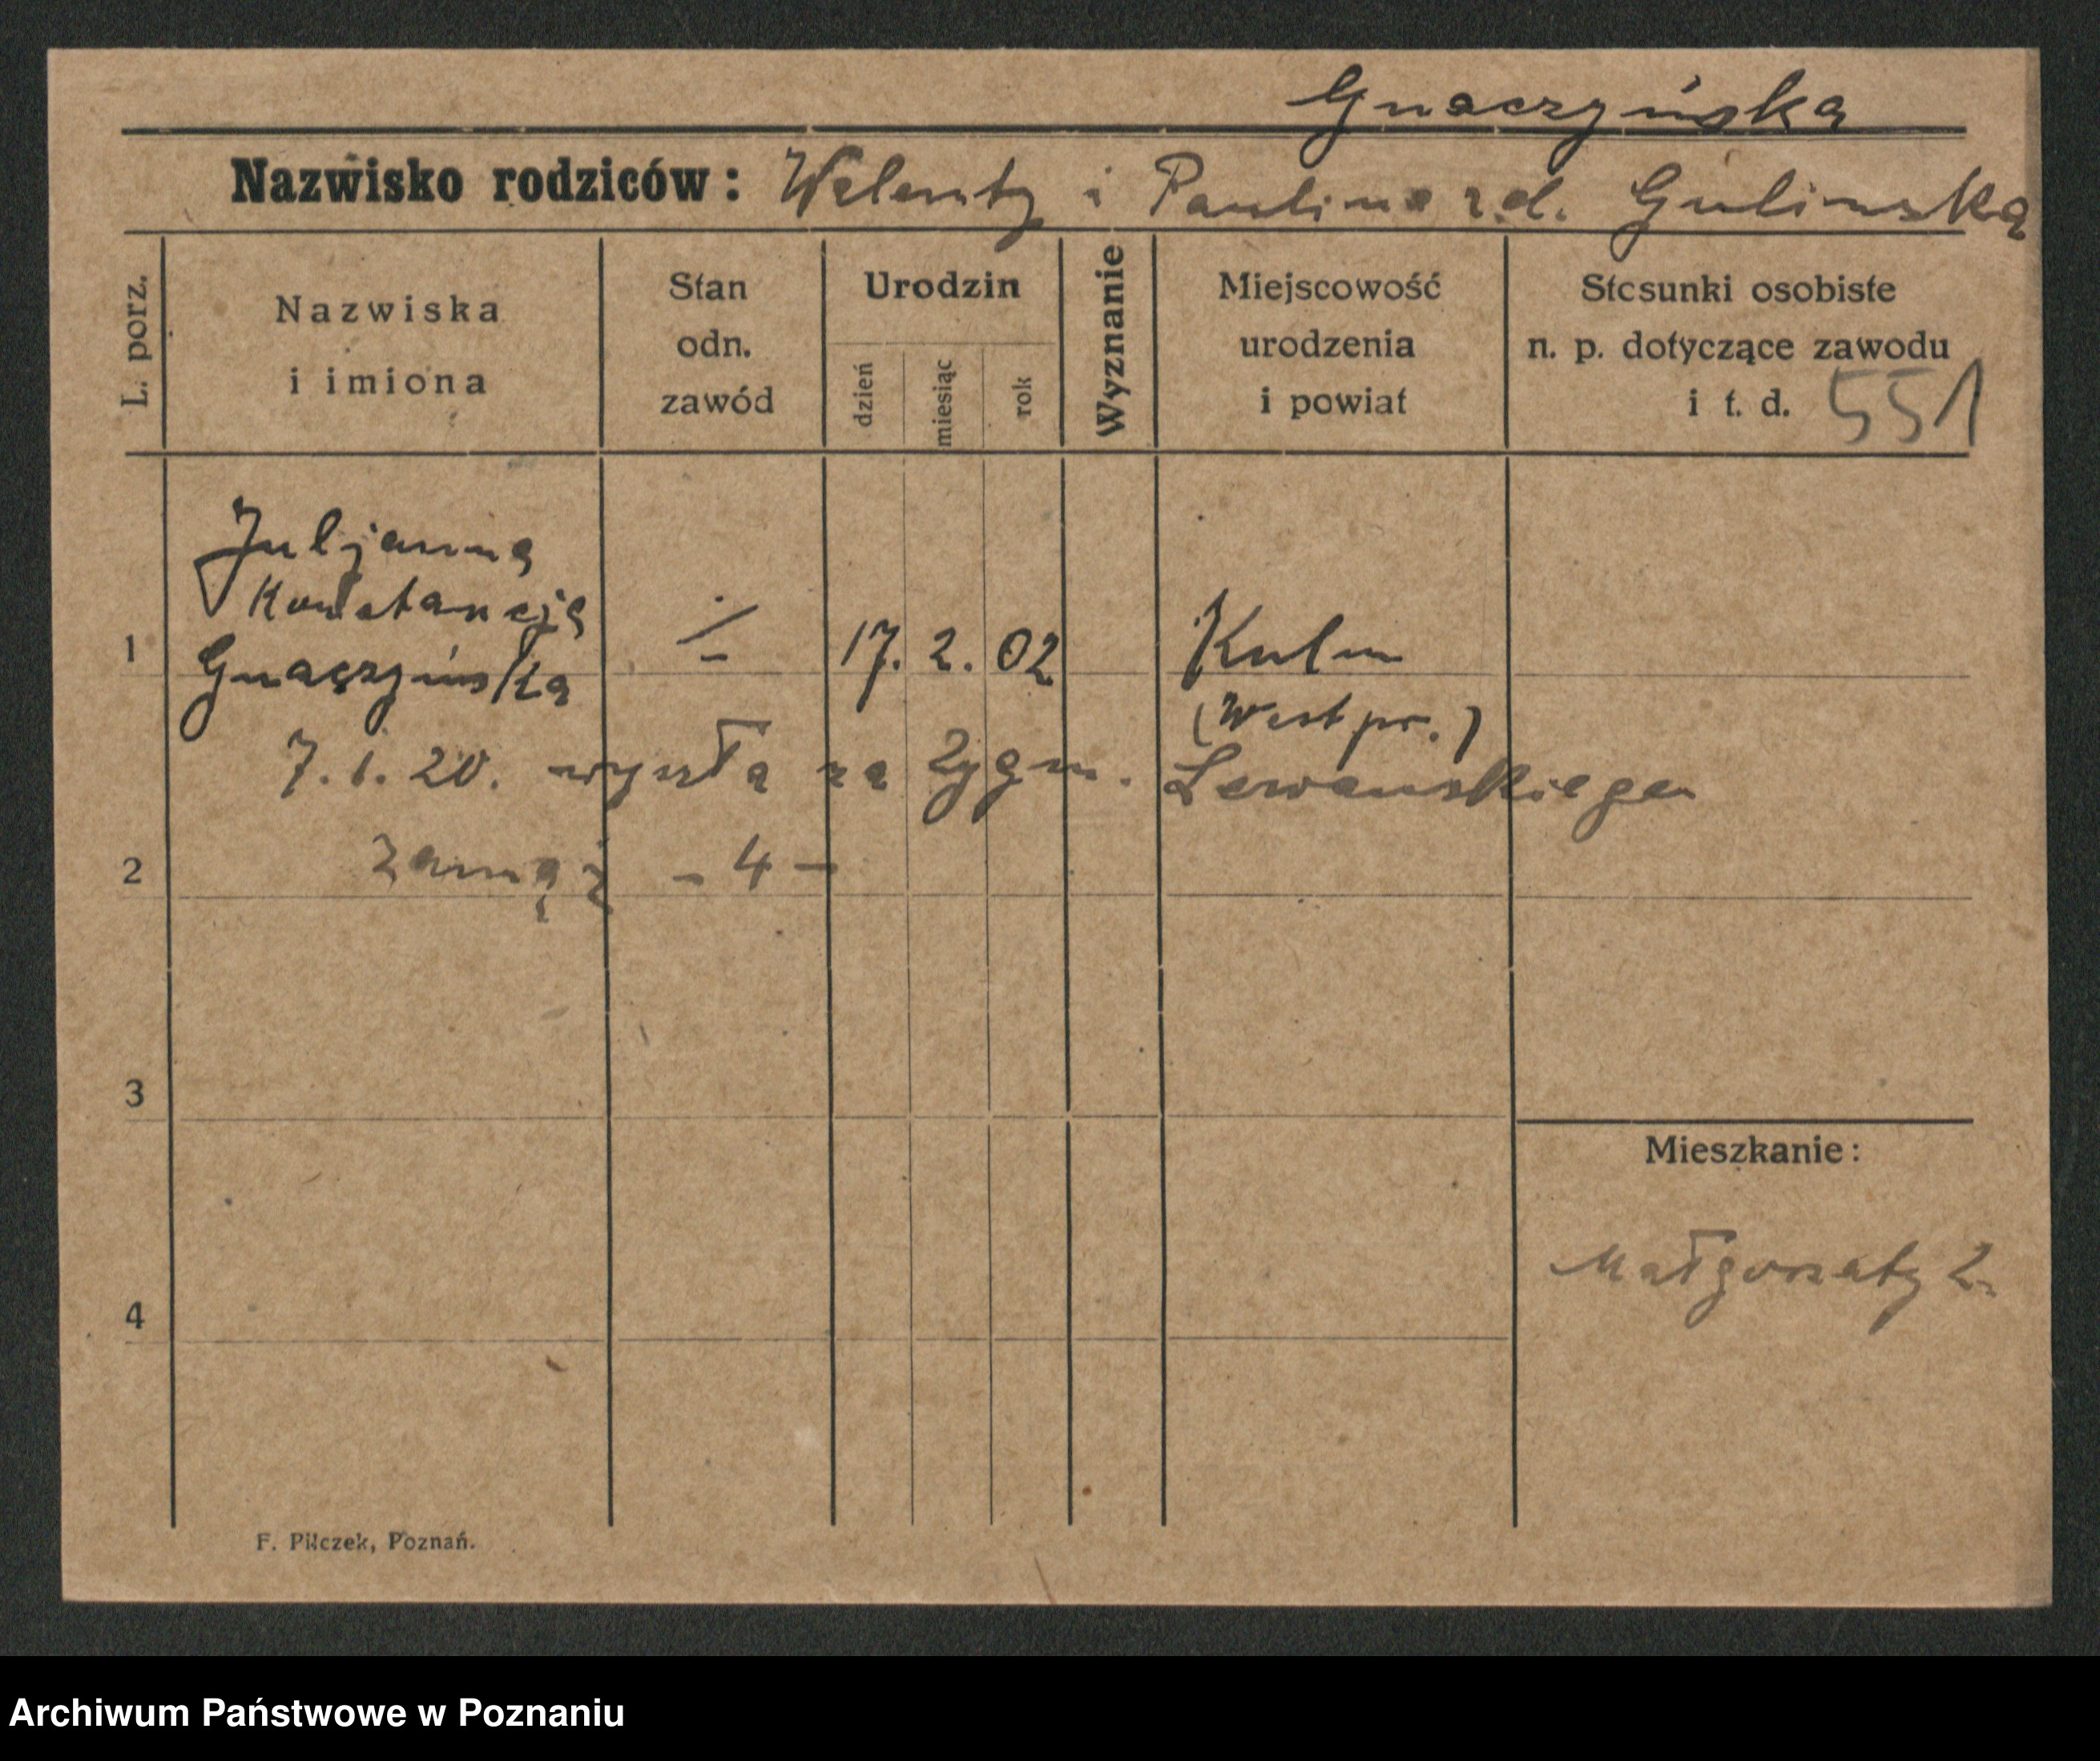 Gnaczyńska
Nazwisko rodziców: Walenty i Paulina z d. Gulinska
L. porz.
Nazwiska
i imiona
Stan
odn.
zawód
Urodzin
dzień
miesiąc
rok
Wyznanie
Miejscowość
urodzenia
i powiat
Stosunki osobiste
n. p. dotyczące zawodu
i t. d. 551
Juljanna
Konstancja
1 Gnaczyńska ./. 17. 2. 02 Kulm
(Westpr.)
7. 1. 20. wyszła za Zygm. Lewanskiego
2 zamąż - 4 -
3
Mieszkanie:
Małgorzaty 2.
4
F. Pilczek, Poznań.
Archiwum Państwowe w Poznaniu